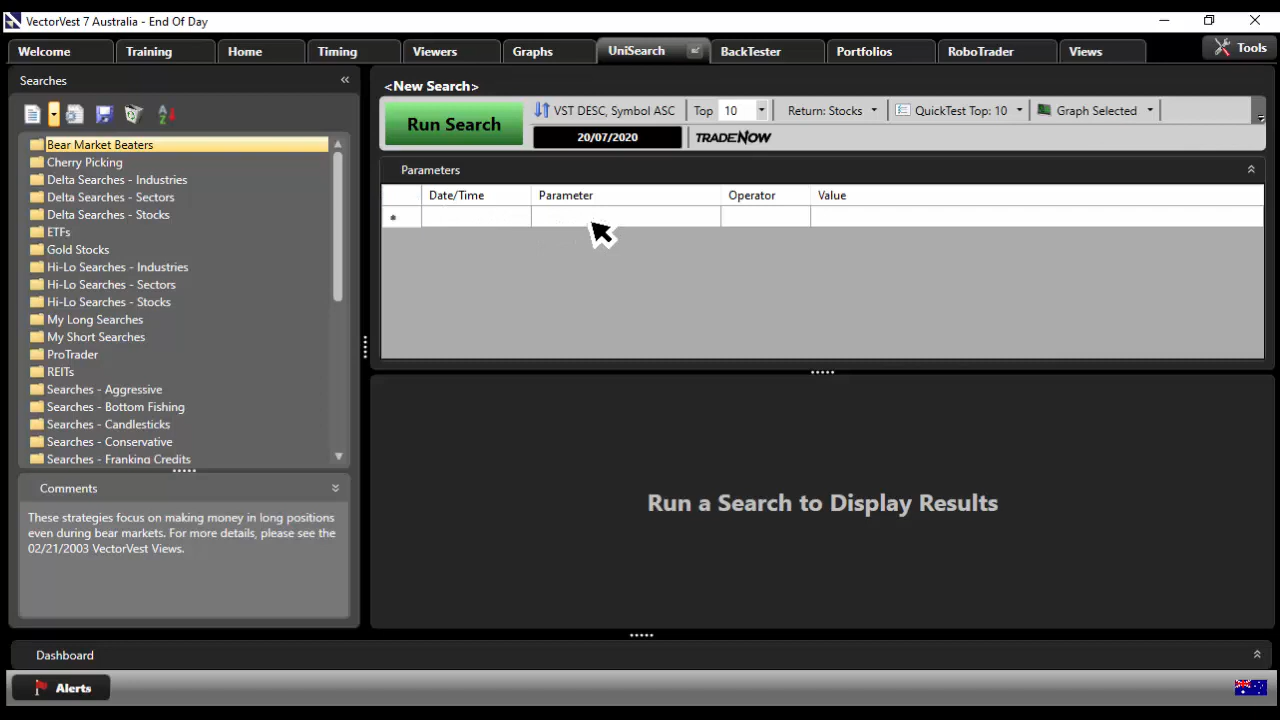 VectorVest 7 Australia - End Of Day
Welcome
Training
Home
Timing
Viewers
Graphs
UniSearch
BackTester
Portfolios
RoboTrader
Views
Tools
Searches
Bear Market Beaters
Cherry Picking
Delta Searches - Industries
Delta Searches - Sectors
Delta Searches - Stocks
ETFs
Gold Stocks
Hi-Lo Searches - Industries
Hi-Lo Searches - Sectors
Hi-Lo Searches - Stocks
My Long Searches
My Short Searches
ProTrader
REITs
Searches - Aggressive
Searches - Bottom Fishing
Searches - Candlesticks
Searches - Conservative
Searches - Franking Credits
Comments
These strategies focus on making money in long positions
even during bear markets. For more details, please see the
02/21/2003 VectorVest Views.
<New Search>
Run Search
VST DESC, Symbol ASC
Top 10
Return: Stocks
QuickTest Top: 10
Graph Selected
20/07/2020
TRADENOW
Parameters
Date/Time
Parameter
Operator
Value
*
Run a Search to Display Results
Dashboard
Alerts